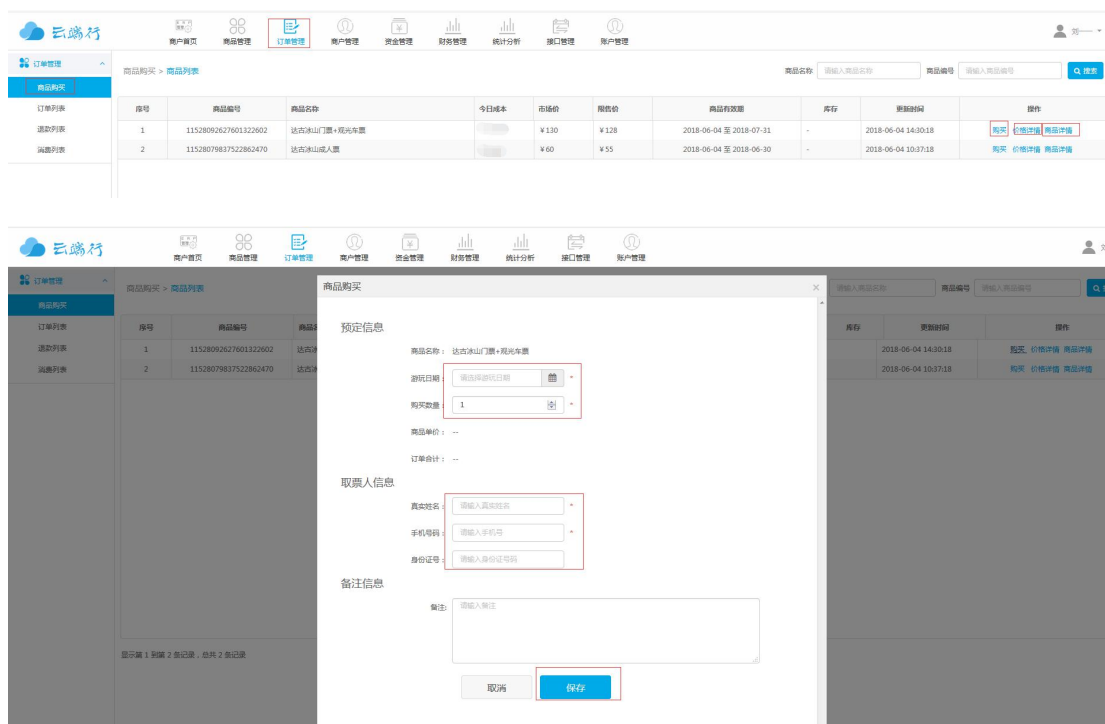 云端行
商户首页 商品管理 订单管理 商户管理 资金管理 财务管理 统计分析 接口管理 账户管理
订单管理
商品购买
订单列表
退款列表
消费列表
商品购买 > 商品列表 商品名称 请输入商品名称 商品编号 请输入商品编号 搜索
序号 商品编号 商品名称 今日成本 市场价 限售价 商品有效期 库存 更新时间 操作
1 11528092627601322602 达古冰山门票+观光车票 ¥130 ¥128 2018-06-04 至 2018-07-31 - 2018-06-04 14:30:18 购买 价格详情 商品详情
2 11528079837522862470 达古冰山成人票 ¥60 ¥55 2018-06-04 至 2018-06-30 - 2018-06-04 10:37:18 购买 价格详情 商品详情
云端行
商户首页 商品管理 订单管理 商户管理 资金管理 财务管理 统计分析 接口管理 账户管理
订单管理
商品购买
订单列表
退款列表
消费列表
商品购买 > 商品列表 请输入商品名称 商品编号 请输入商品编号
序号 商品编号 商品名 库存 更新时间 操作
1 11528092627601322602 达古冰 2018-06-04 14:30:18 购买 价格详情 商品详情
2 11528079837522862470 达古冰 2018-06-04 10:37:18 购买 价格详情 商品详情
商品购买 ×
预定信息
商品名称： 达古冰山门票+观光车票
游玩日期： 请选择游玩日期 *
购买数量： 1 *
商品单价： --
订单合计： --
取票人信息
真实姓名： 请输入真实姓名 *
手机号码： 请输入手机号 *
身份证号： 请输入身份证号码
备注信息
备注: 请输入备注
取消 保存
显示第 1 到第 2 条记录，总共 2 条记录